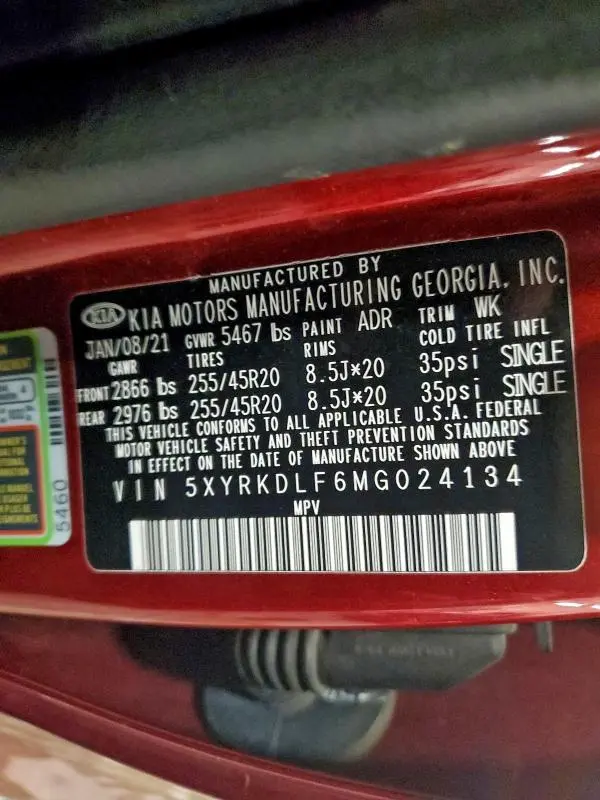 MANUFACTURED BY
KIA KIA MOTORS MANUFACTURING GEORGIA, INC.
JAN/08/21 GVWR 5467 lbs PAINT ADR TRIM WK
GAWR TIRES RIMS COLD TIRE INFL
FRONT 2866 lbs 255/45R20 8.5J*20 35psi SINGLE
REAR 2976 lbs 255/45R20 8.5J*20 35psi SINGLE
THIS VEHICLE CONFORMS TO ALL APPLICABLE U.S.A. FEDERAL
MOTOR VEHICLE SAFETY AND THEFT PREVENTION STANDARDS
IN EFFECT ON THE DATE OF MANUFACTURE SHOWN ABOVE
VIN 5XYRKDLF6MG024134
MPV
5460